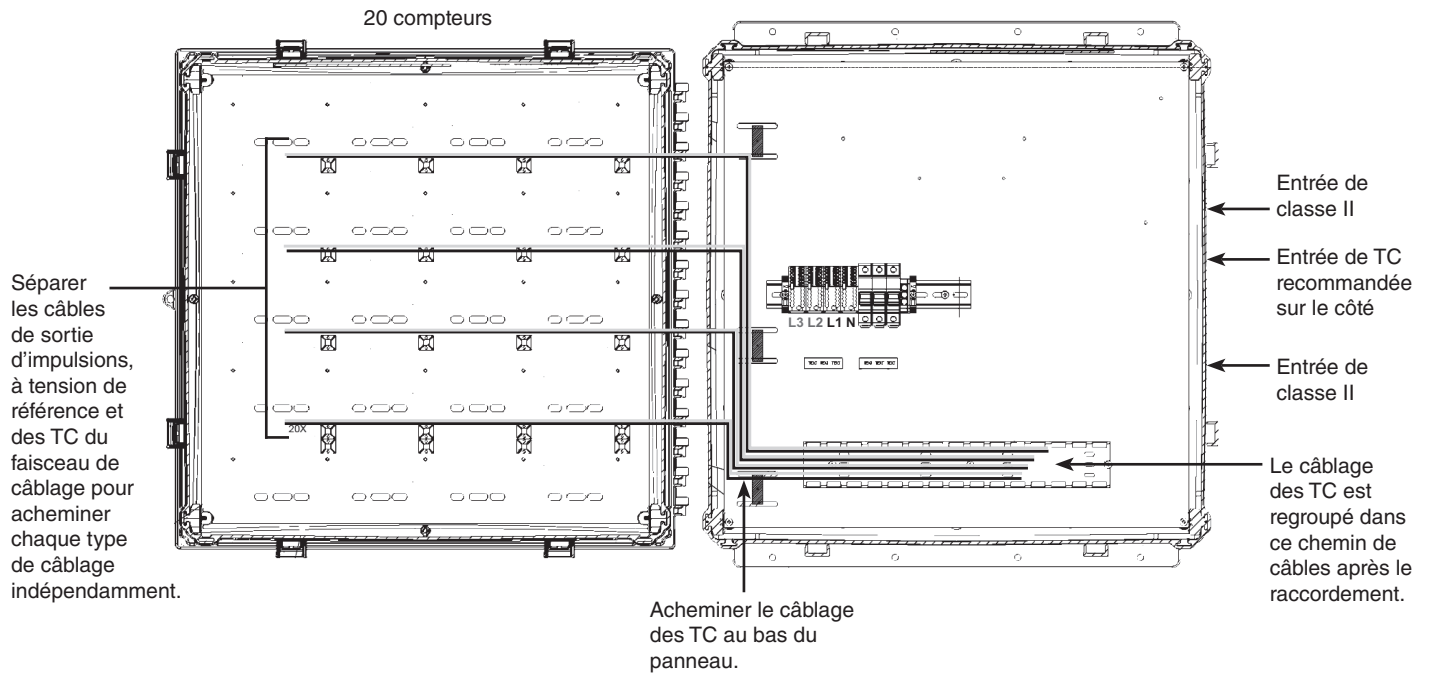 20 compteurs
Séparer
les câbles
de sortie
d'impulsions,
à tension de
référence et
des TC du
faisceau de
câblage pour
acheminer
chaque type
de câblage
indépendamment.
20X
L3 L2 L1 N
Entrée de
classe II
Entrée de TC
recommandée
sur le côté
Entrée de
classe II
Le câblage
des TC est
regroupé dans
ce chemin de
câbles après le
raccordement.
Acheminer le câblage
des TC au bas du
panneau.